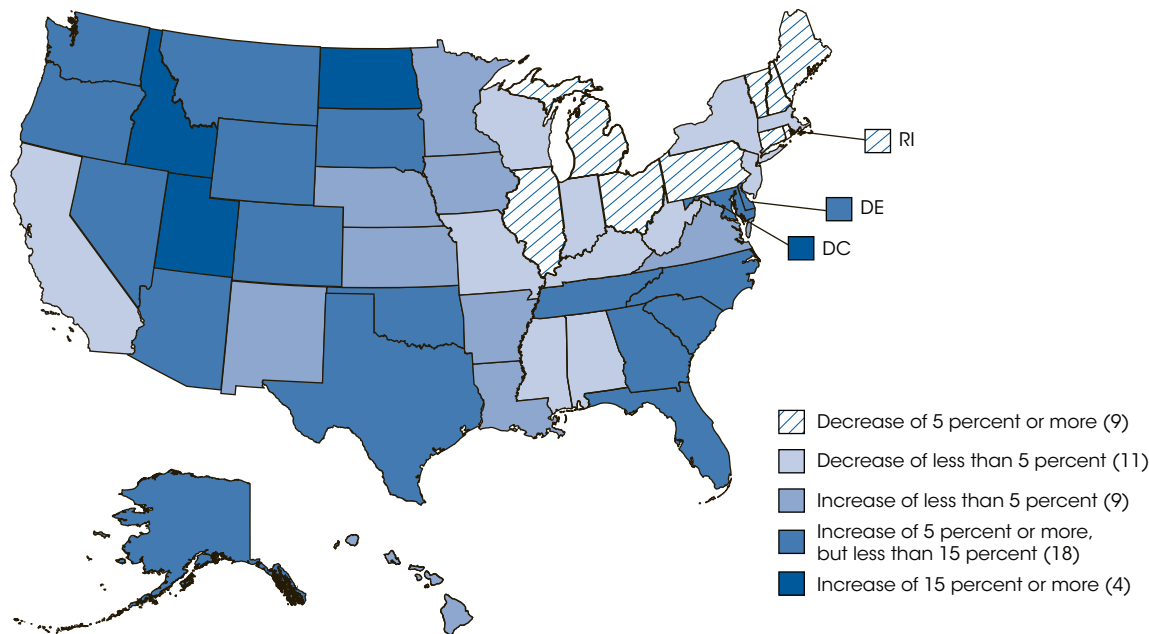 RI
DE
DC
Decrease of 5 percent or more (9)
Decrease of less than 5 percent (11)
Increase of less than 5 percent (9)
Increase of 5 percent or more,
but less than 15 percent (18)
Increase of 15 percent or more (4)